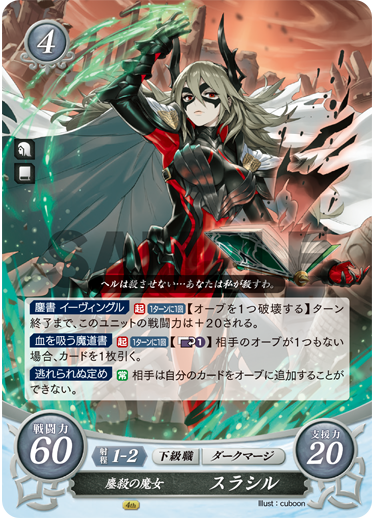 4
SAMPLE
ヘルは殺させない…あなたは私が殺すわ。
鏖書 イーヴィングル 起 1ターンに1回 【オーブを1つ破壊する】ターン
終了まで、このユニットの戦闘力は+20される。
血を吸う魔道書 起 1ターンに1回 【1】相手のオーブが1つもない
場合、カードを1枚引く。
逃れられぬ定め 常 相手は自分のカードをオーブに追加することが
できない。
戦闘力
60
射程 1-2 下級職 ダークマージ
支援力
20
鏖殺の魔女 スラシル
4th
Illust:cuboon